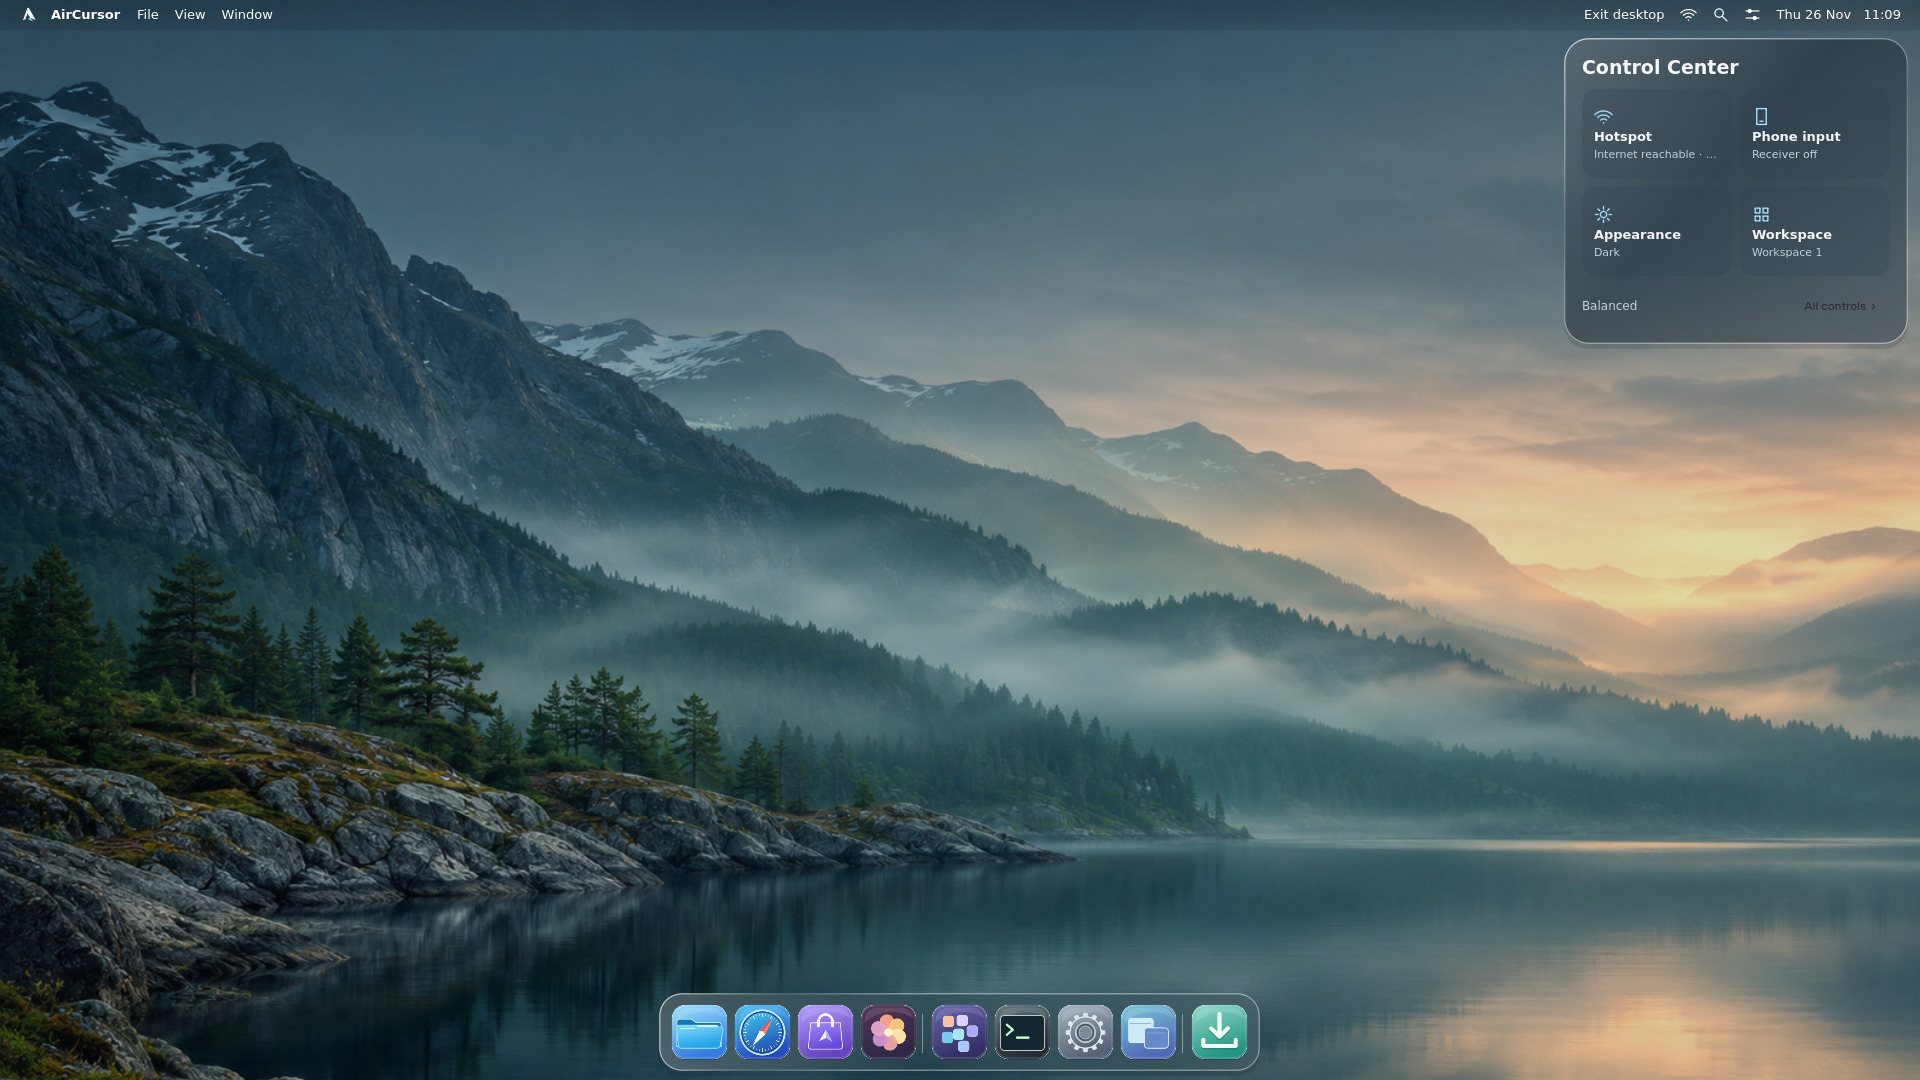 AirCursor File View Window
Exit desktop Thu 26 Nov 11:09
Control Center
Hotspot
Internet reachable · …
Phone input
Receiver off
Appearance
Dark
Workspace
Workspace 1
Balanced
All controls ›